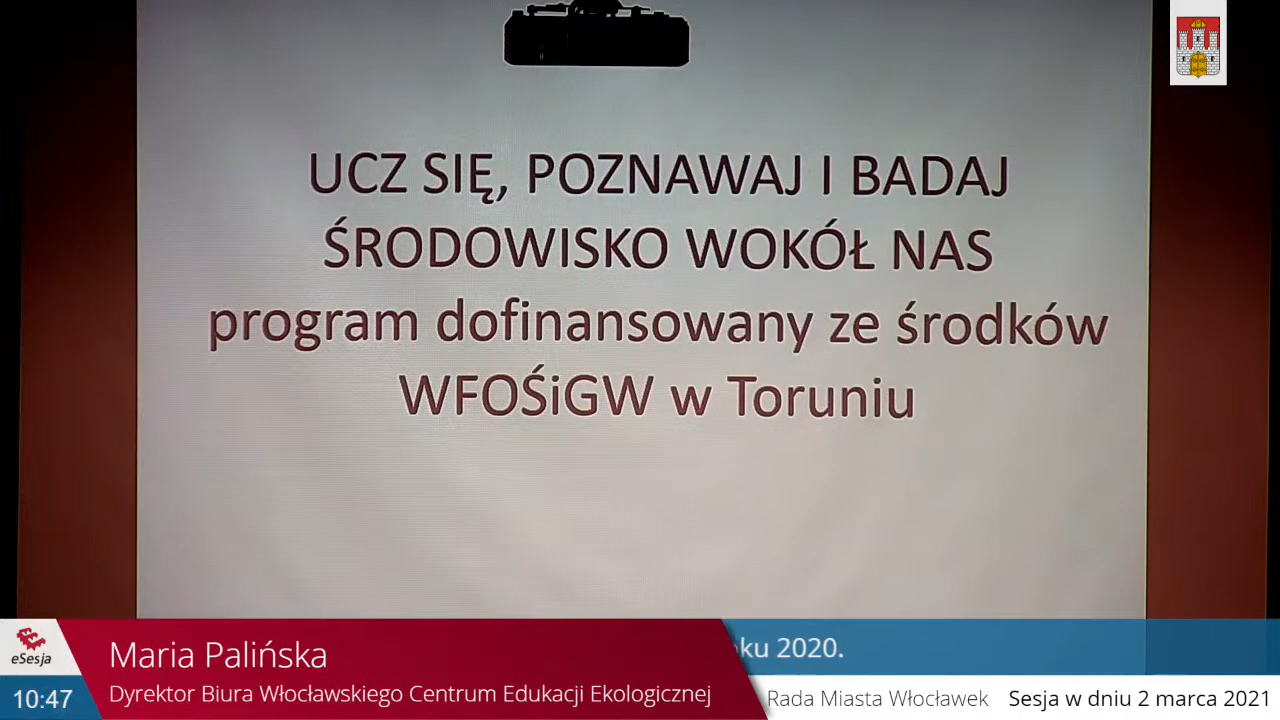 UCZ SIĘ, POZNAWAJ I BADAJ
ŚRODOWISKO WOKÓŁ NAS
program dofinansowany ze środków
WFOŚiGW w Toruniu
eSesja
Maria Palińska
Dyrektor Biura Włocławskiego Centrum Edukacji Ekologicznej
2020.
10:47
Rada Miasta Włocławek Sesja w dniu 2 marca 2021